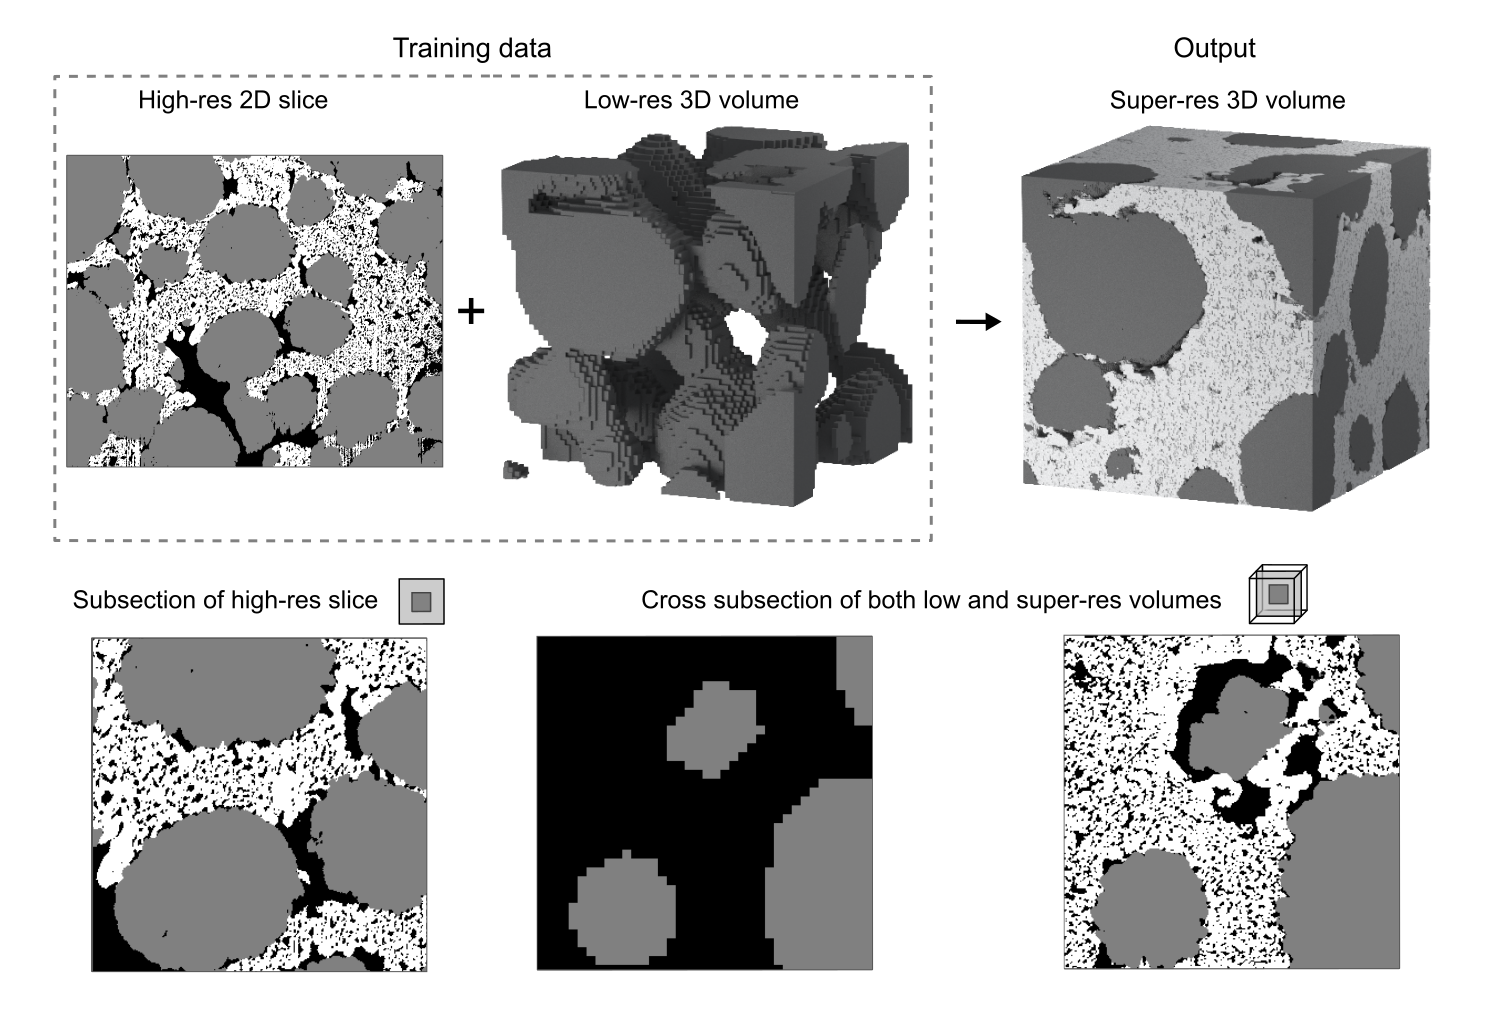 Training data
Output
High-res 2D slice
Low-res 3D volume
Super-res 3D volume
+
Subsection of high-res slice
Cross subsection of both low and super-res volumes